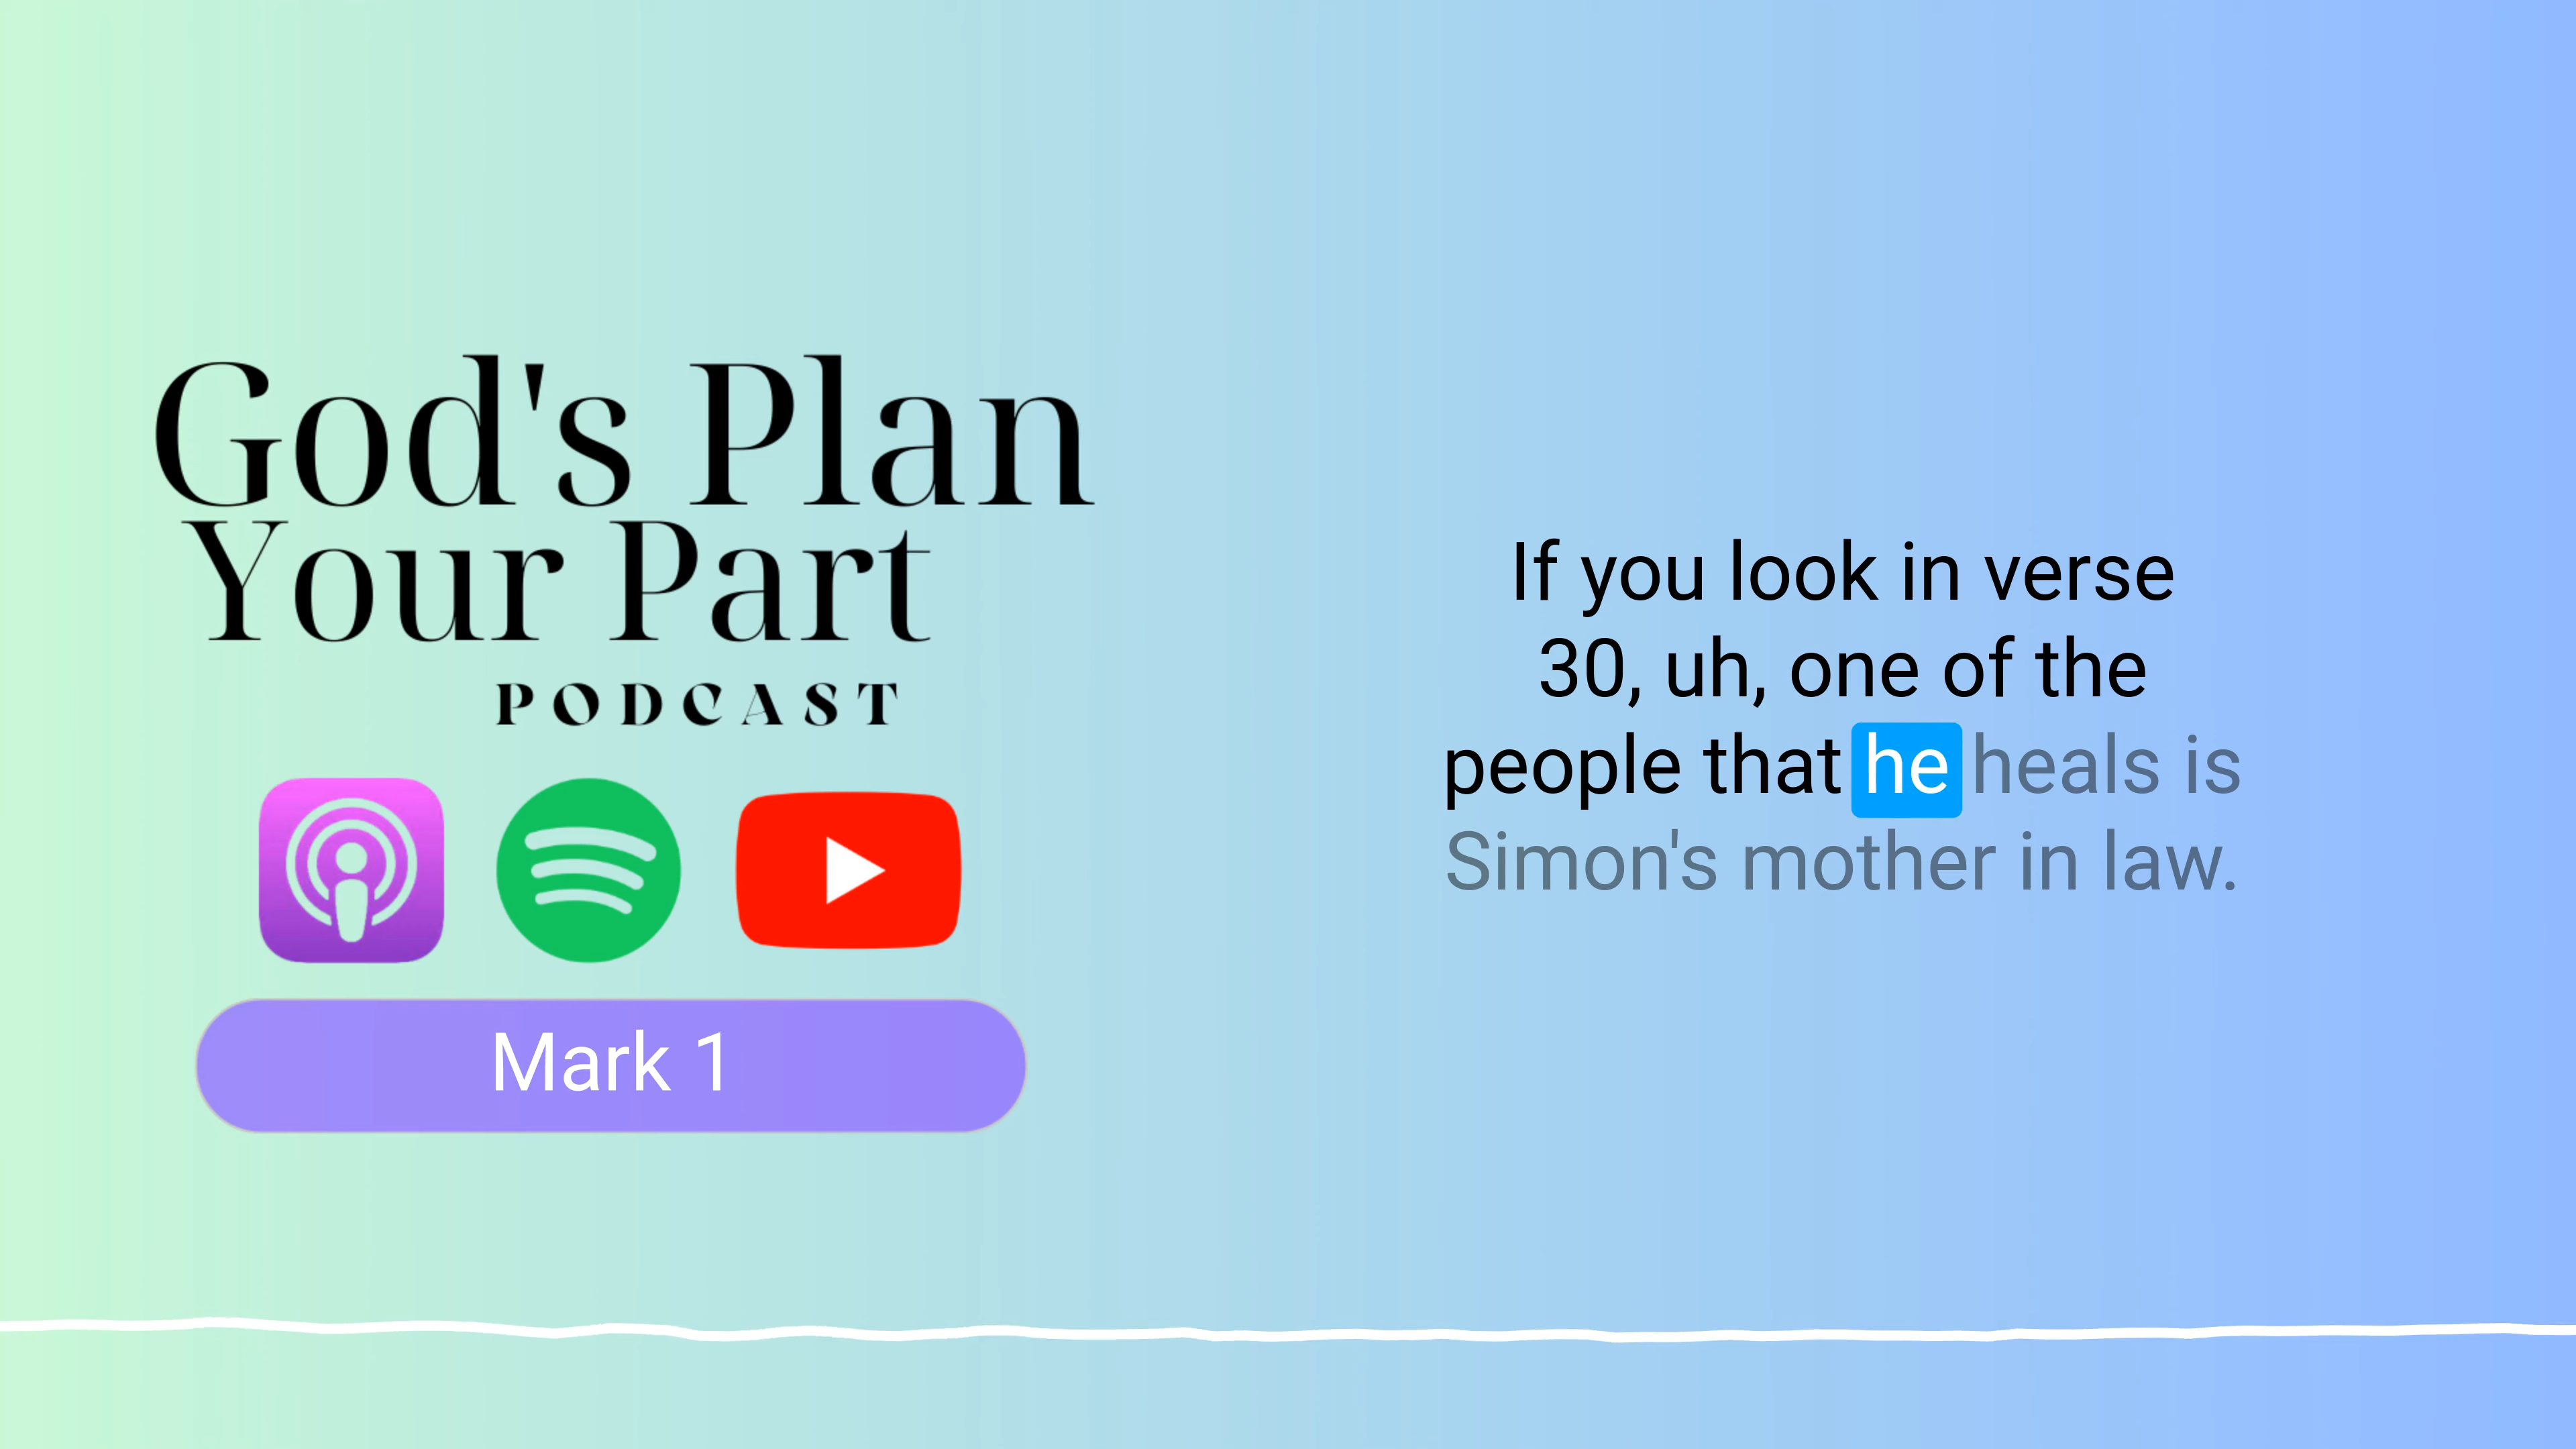 God's Plan
Your Part
PODCAST
Mark 1
If you look in verse
30, uh, one of the
people that he heals is
Simon's mother in law.